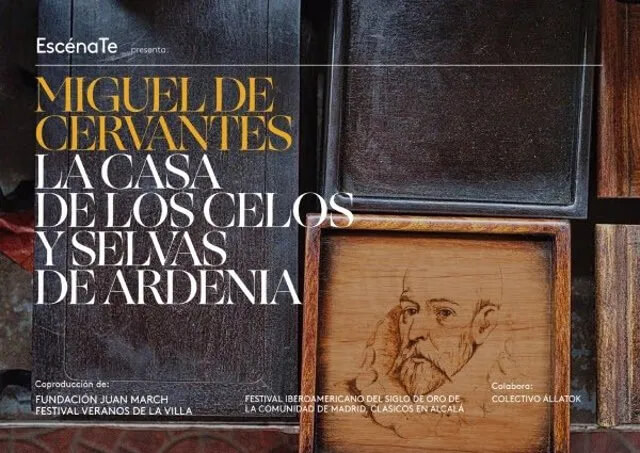 EscénaTe presenta:
MIGUEL DE
CERVANTES
LA CASA
DE LOS CELOS
Y SELVAS
DE ARDENIA
Coproducción de:
FUNDACIÓN JUAN MARCH
FESTIVAL VERANOS DE LA VILLA
FESTIVAL IBEROAMERICANO DEL SIGLO DE ORO DE
LA COMUNIDAD DE MADRID, CLÁSICOS EN ALCALÁ
Colabora:
COLECTIVO ÁLLATOK